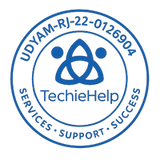 UDYAM-RJ-22-0126904
TechieHelp
SERVICES · SUPPORT · SUCCESS